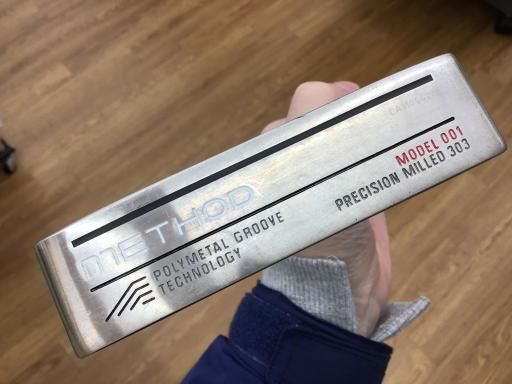 METHOD
POLYMETAL GROOVE
TECHNOLOGY
MODEL 001
PRECISION MILLED 303